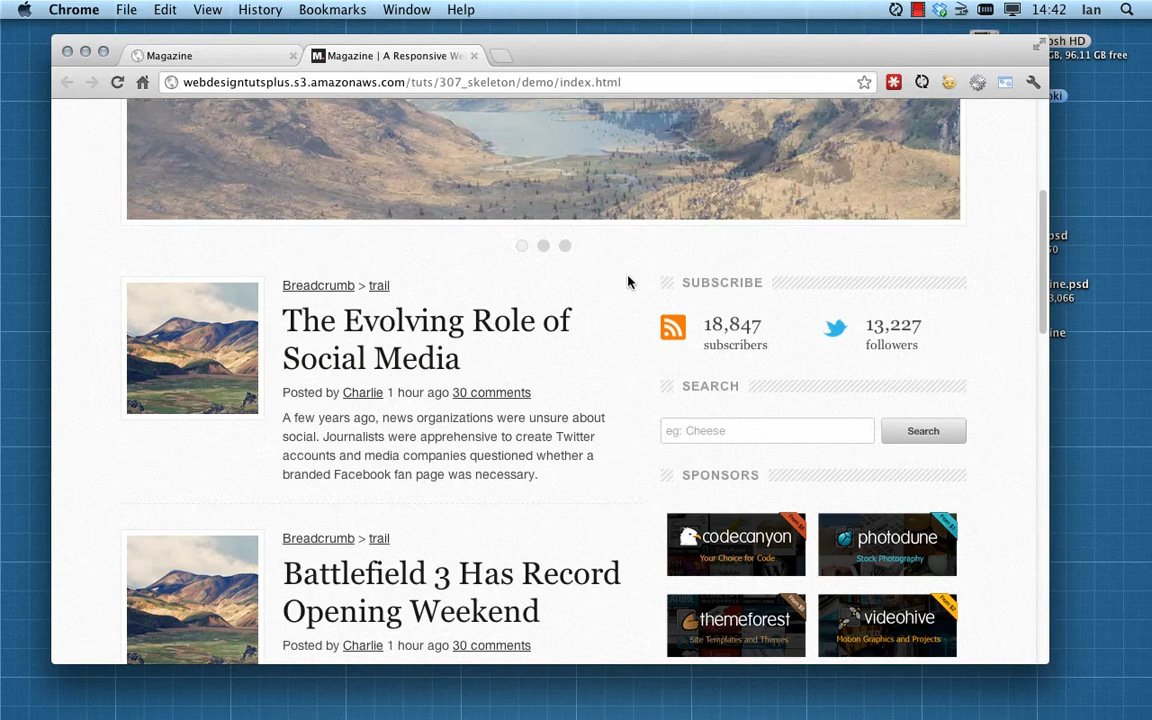 Chrome File Edit View History Bookmarks Window Help 14:42 Ian
Magazine
Magazine | A Responsive We
webdesigntutsplus.s3.amazonaws.com/tuts/307_skeleton/demo/index.html
osh HD
GB, 96.11 GB free
oki
psd
ine.psd
3,066
ine
Breadcrumb > trail
The Evolving Role of
Social Media
Posted by Charlie 1 hour ago 30 comments
A few years ago, news organizations were unsure about
social. Journalists were apprehensive to create Twitter
accounts and media companies questioned whether a
branded Facebook fan page was necessary.
Breadcrumb > trail
Battlefield 3 Has Record
Opening Weekend
Posted by Charlie 1 hour ago 30 comments
SUBSCRIBE
18,847
subscribers
13,227
followers
SEARCH
eg: Cheese
Search
SPONSORS
codecanyon
Your Choice for Code
photodune
Stock Photography
themeforest
Site Templates and Themes
videohive
Motion Graphics and Projects